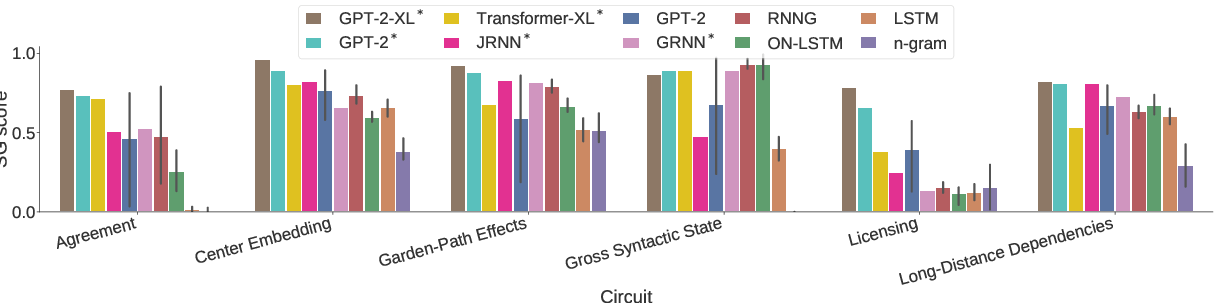 GPT-2-XL* Transformer-XL* GPT-2 RNNG LSTM
GPT-2* JRNN* GRNN* ON-LSTM n-gram
1.0
0.5
0.0
score
Agreement
Center Embedding
Garden-Path Effects
Gross Syntactic State
Licensing
Long-Distance Dependencies
Circuit